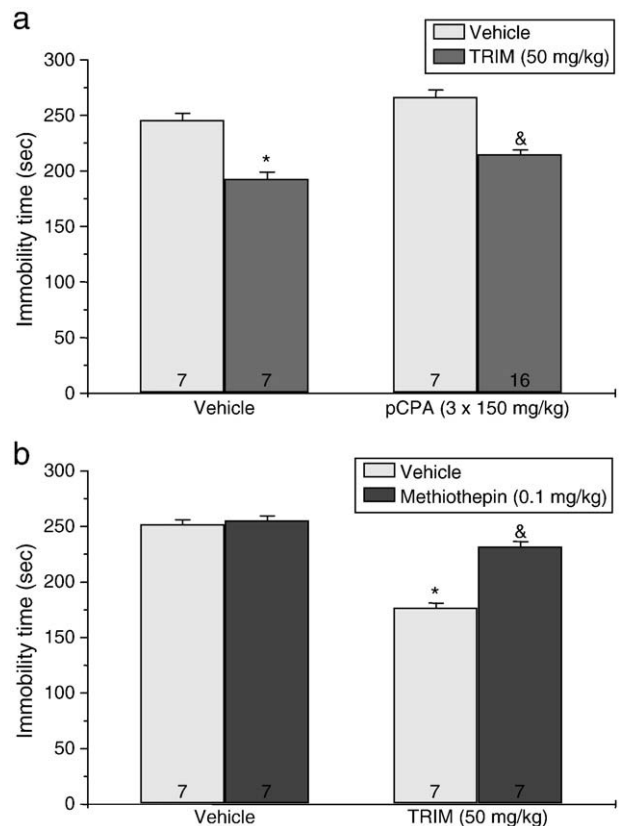 a
Vehicle
TRIM (50 mg/kg)
Immobility time (sec)
300
250
200
150
100
50
0
*
&
7
7
7
16
Vehicle
pCPA (3 x 150 mg/kg)
b
Vehicle
Methiothepin (0.1 mg/kg)
Immobility time (sec)
300
250
200
150
100
50
0
*
&
7
7
7
7
Vehicle
TRIM (50 mg/kg)